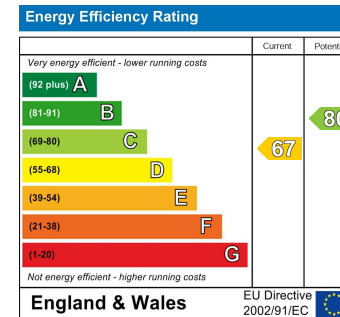 Energy Efficiency Rating
Current
Very energy efficient - lower running costs
(92 plus) A
(81-91) B
(69-80) C
67
(55-68) D
(39-54) E
(21-38) F
(1-20) G
Not energy efficient - higher running costs
England & Wales
EU Directive
2002/91/EC